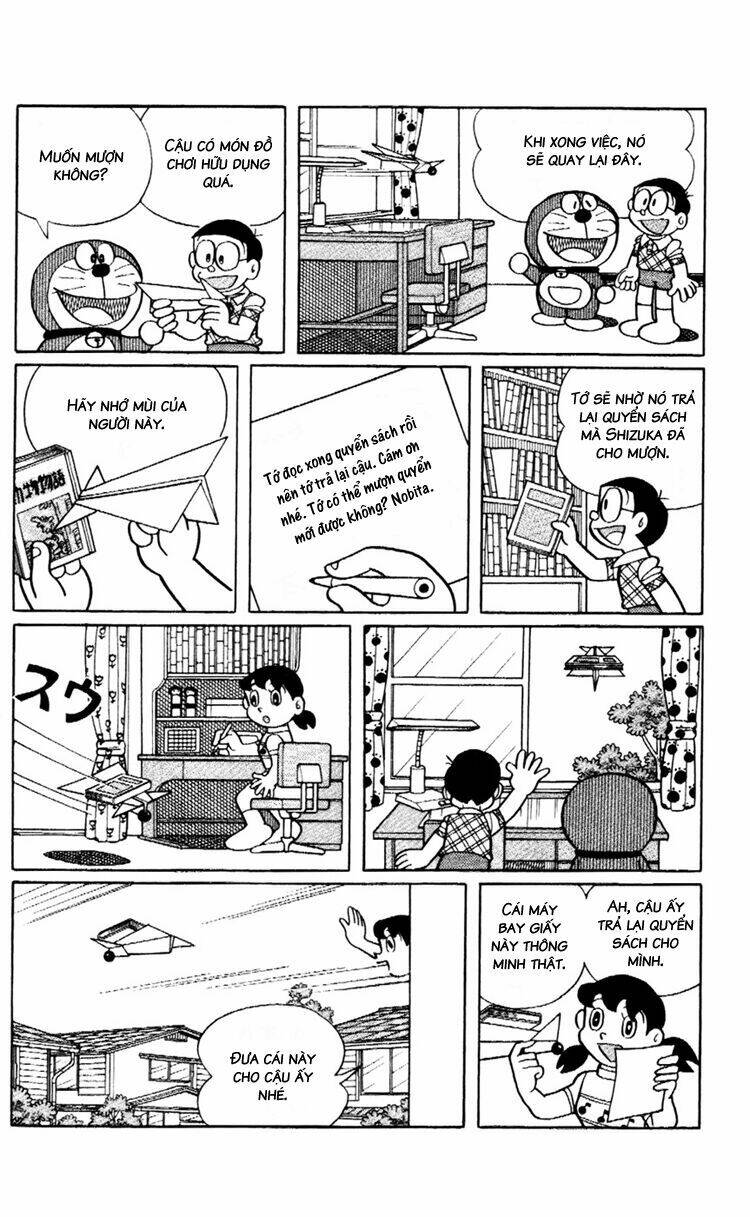 KHI XONG VIỆC, NÓ
SẼ QUAY LẠI ĐÂY.
CẬU CÓ MÓN ĐỒ
CHƠI HỮU DỤNG
QUÁ.
MUỐN MƯỢN
KHÔNG?
TỚ SẼ NHỜ NÓ TRẢ
LẠI QUYỂN SÁCH
MÀ SHIZUKA ĐÃ
CHO MƯỢN.
Tớ đọc xong quyển sách rồi
nên tớ trả lại cậu. Cám ơn
nhé. Tớ có thể mượn quyển
mới được không? Nobita.
HÃY NHỚ MÙI CỦA
NGƯỜI NÀY.
物語
スウ
AH, CẬU ẤY
TRẢ LẠI QUYỂN
SÁCH CHO
MÌNH.
CÁI MÁY
BAY GIẤY
NÀY THÔNG
MINH THẬT.
ĐƯA CÁI NÀY
CHO CẬU ẤY
NHÉ.